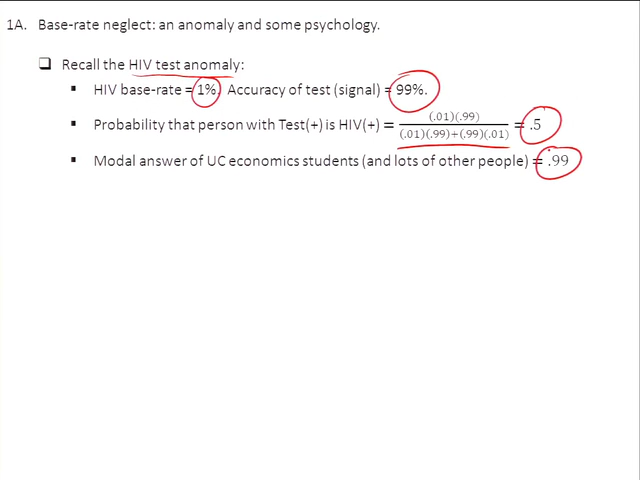 1A. Base-rate neglect: an anomaly and some psychology.
❑ Recall the HIV test anomaly:
▪ HIV base-rate = 1%. Accuracy of test (signal) = 99%.
▪ Probability that person with Test(+) is HIV(+) = (.01)(.99) / (.01)(.99)+(.99)(.01) = .5
▪ Modal answer of UC economics students (and lots of other people) = .99